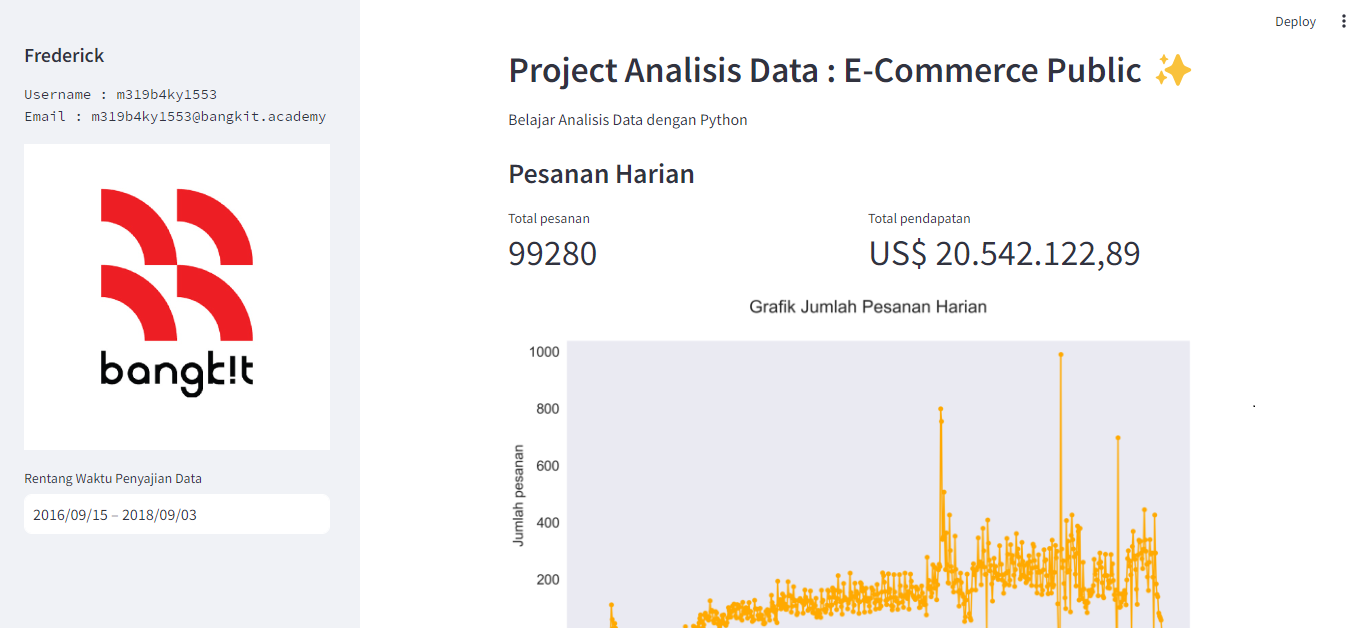 Deploy
Frederick
Username : m319b4ky1553
Email : m319b4ky1553@bangkit.academy
bangk!t
Rentang Waktu Penyajian Data
2016/09/15 – 2018/09/03
Project Analisis Data : E-Commerce Public ✨
Belajar Analisis Data dengan Python
Pesanan Harian
Total pesanan
99280
Total pendapatan
US$ 20.542.122,89
Grafik Jumlah Pesanan Harian
Jumlah pesanan
1000
800
600
400
200